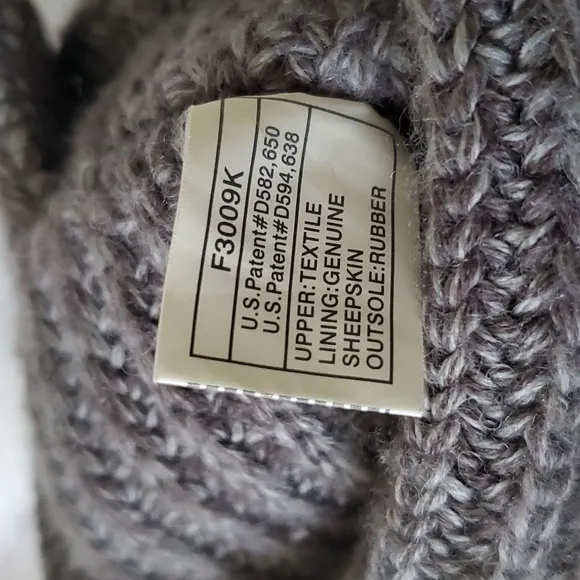 F3009K
U.S.Patent#D582,650
U.S.Patent#D594,638
UPPER:TEXTILE
LINING:GENUINE
SHEEPSKIN
OUTSOLE:RUBBER